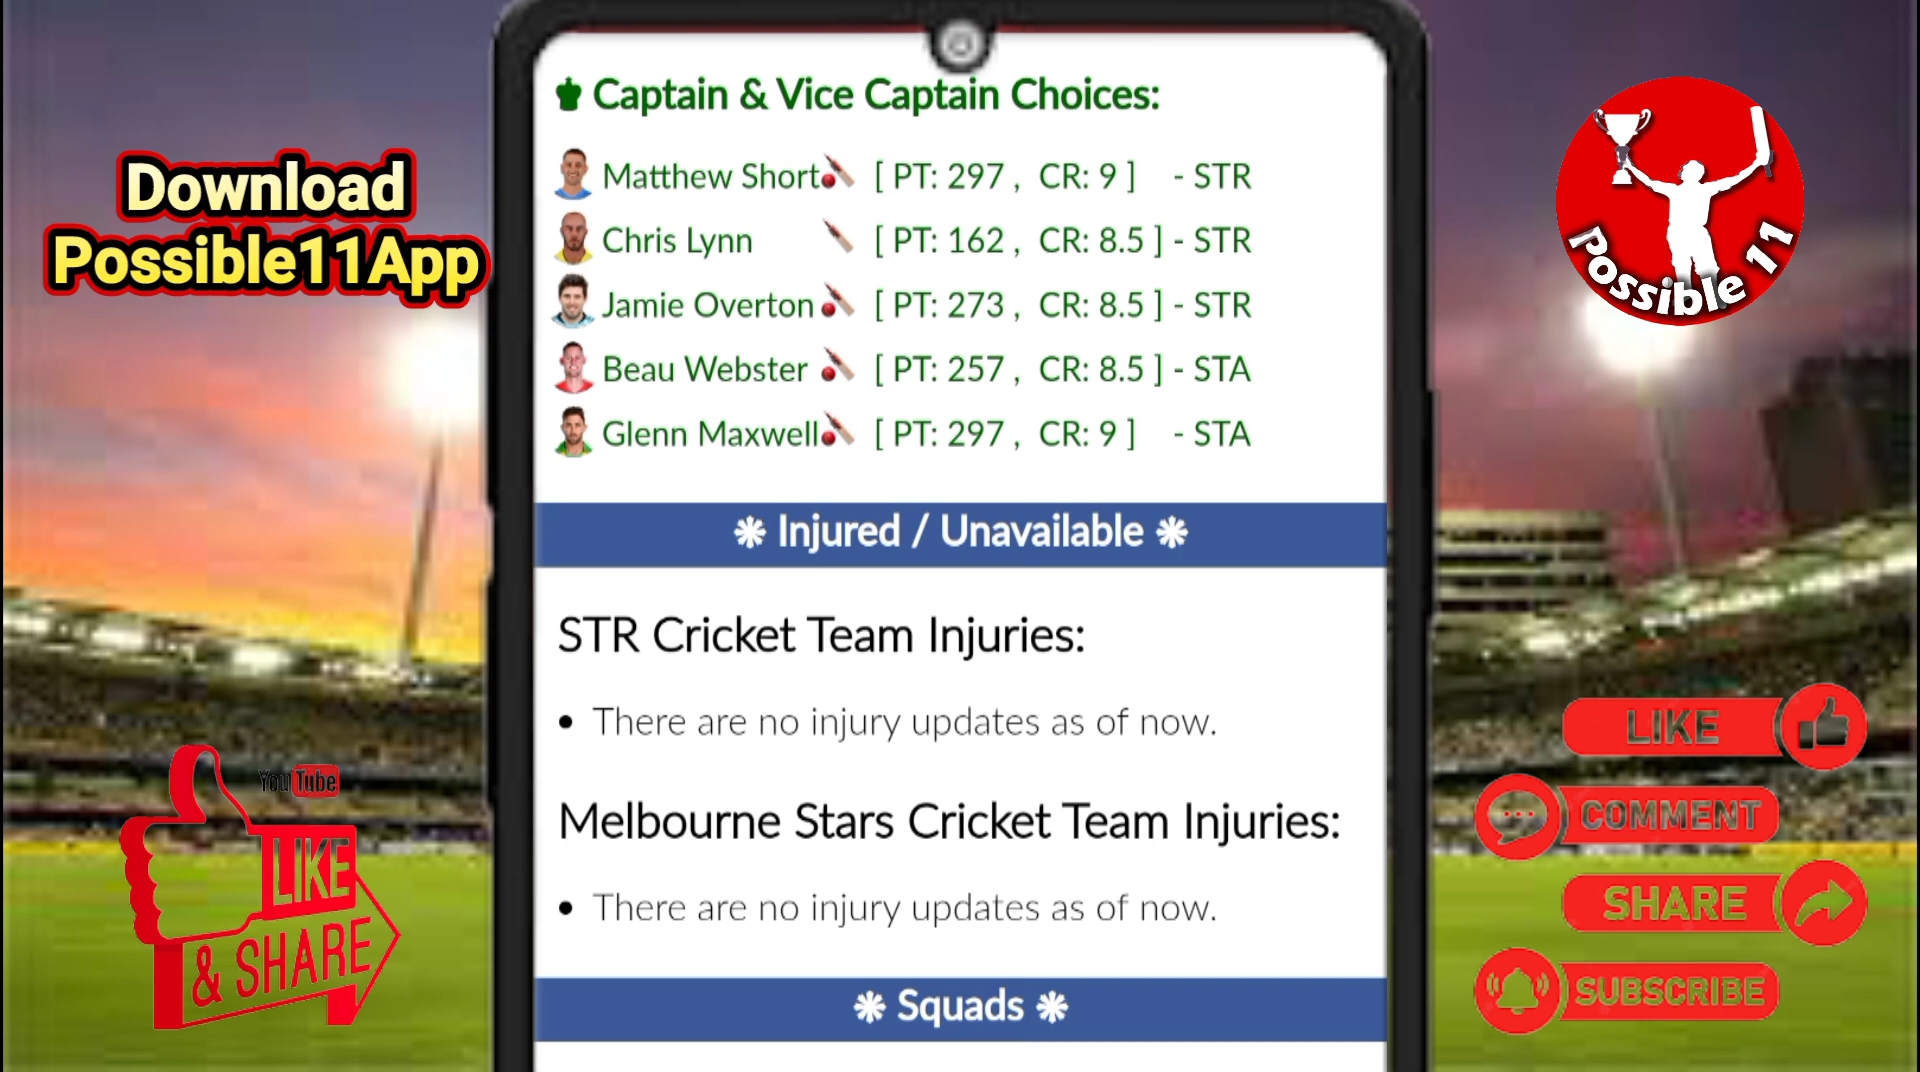 Download
Possible11App
Captain & Vice Captain Choices:
Matthew Short [ PT: 297 , CR: 9 ] - STR
Chris Lynn [ PT: 162 , CR: 8.5 ] - STR
Jamie Overton [ PT: 273 , CR: 8.5 ] - STR
Beau Webster [ PT: 257 , CR: 8.5 ] - STA
Glenn Maxwell [ PT: 297 , CR: 9 ] - STA
Injured / Unavailable
STR Cricket Team Injuries:
• There are no injury updates as of now.
Melbourne Stars Cricket Team Injuries:
• There are no injury updates as of now.
Squads
Possible 11
YouTube
LIKE
& SHARE
LIKE
COMMENT
SHARE
SUBSCRIBE